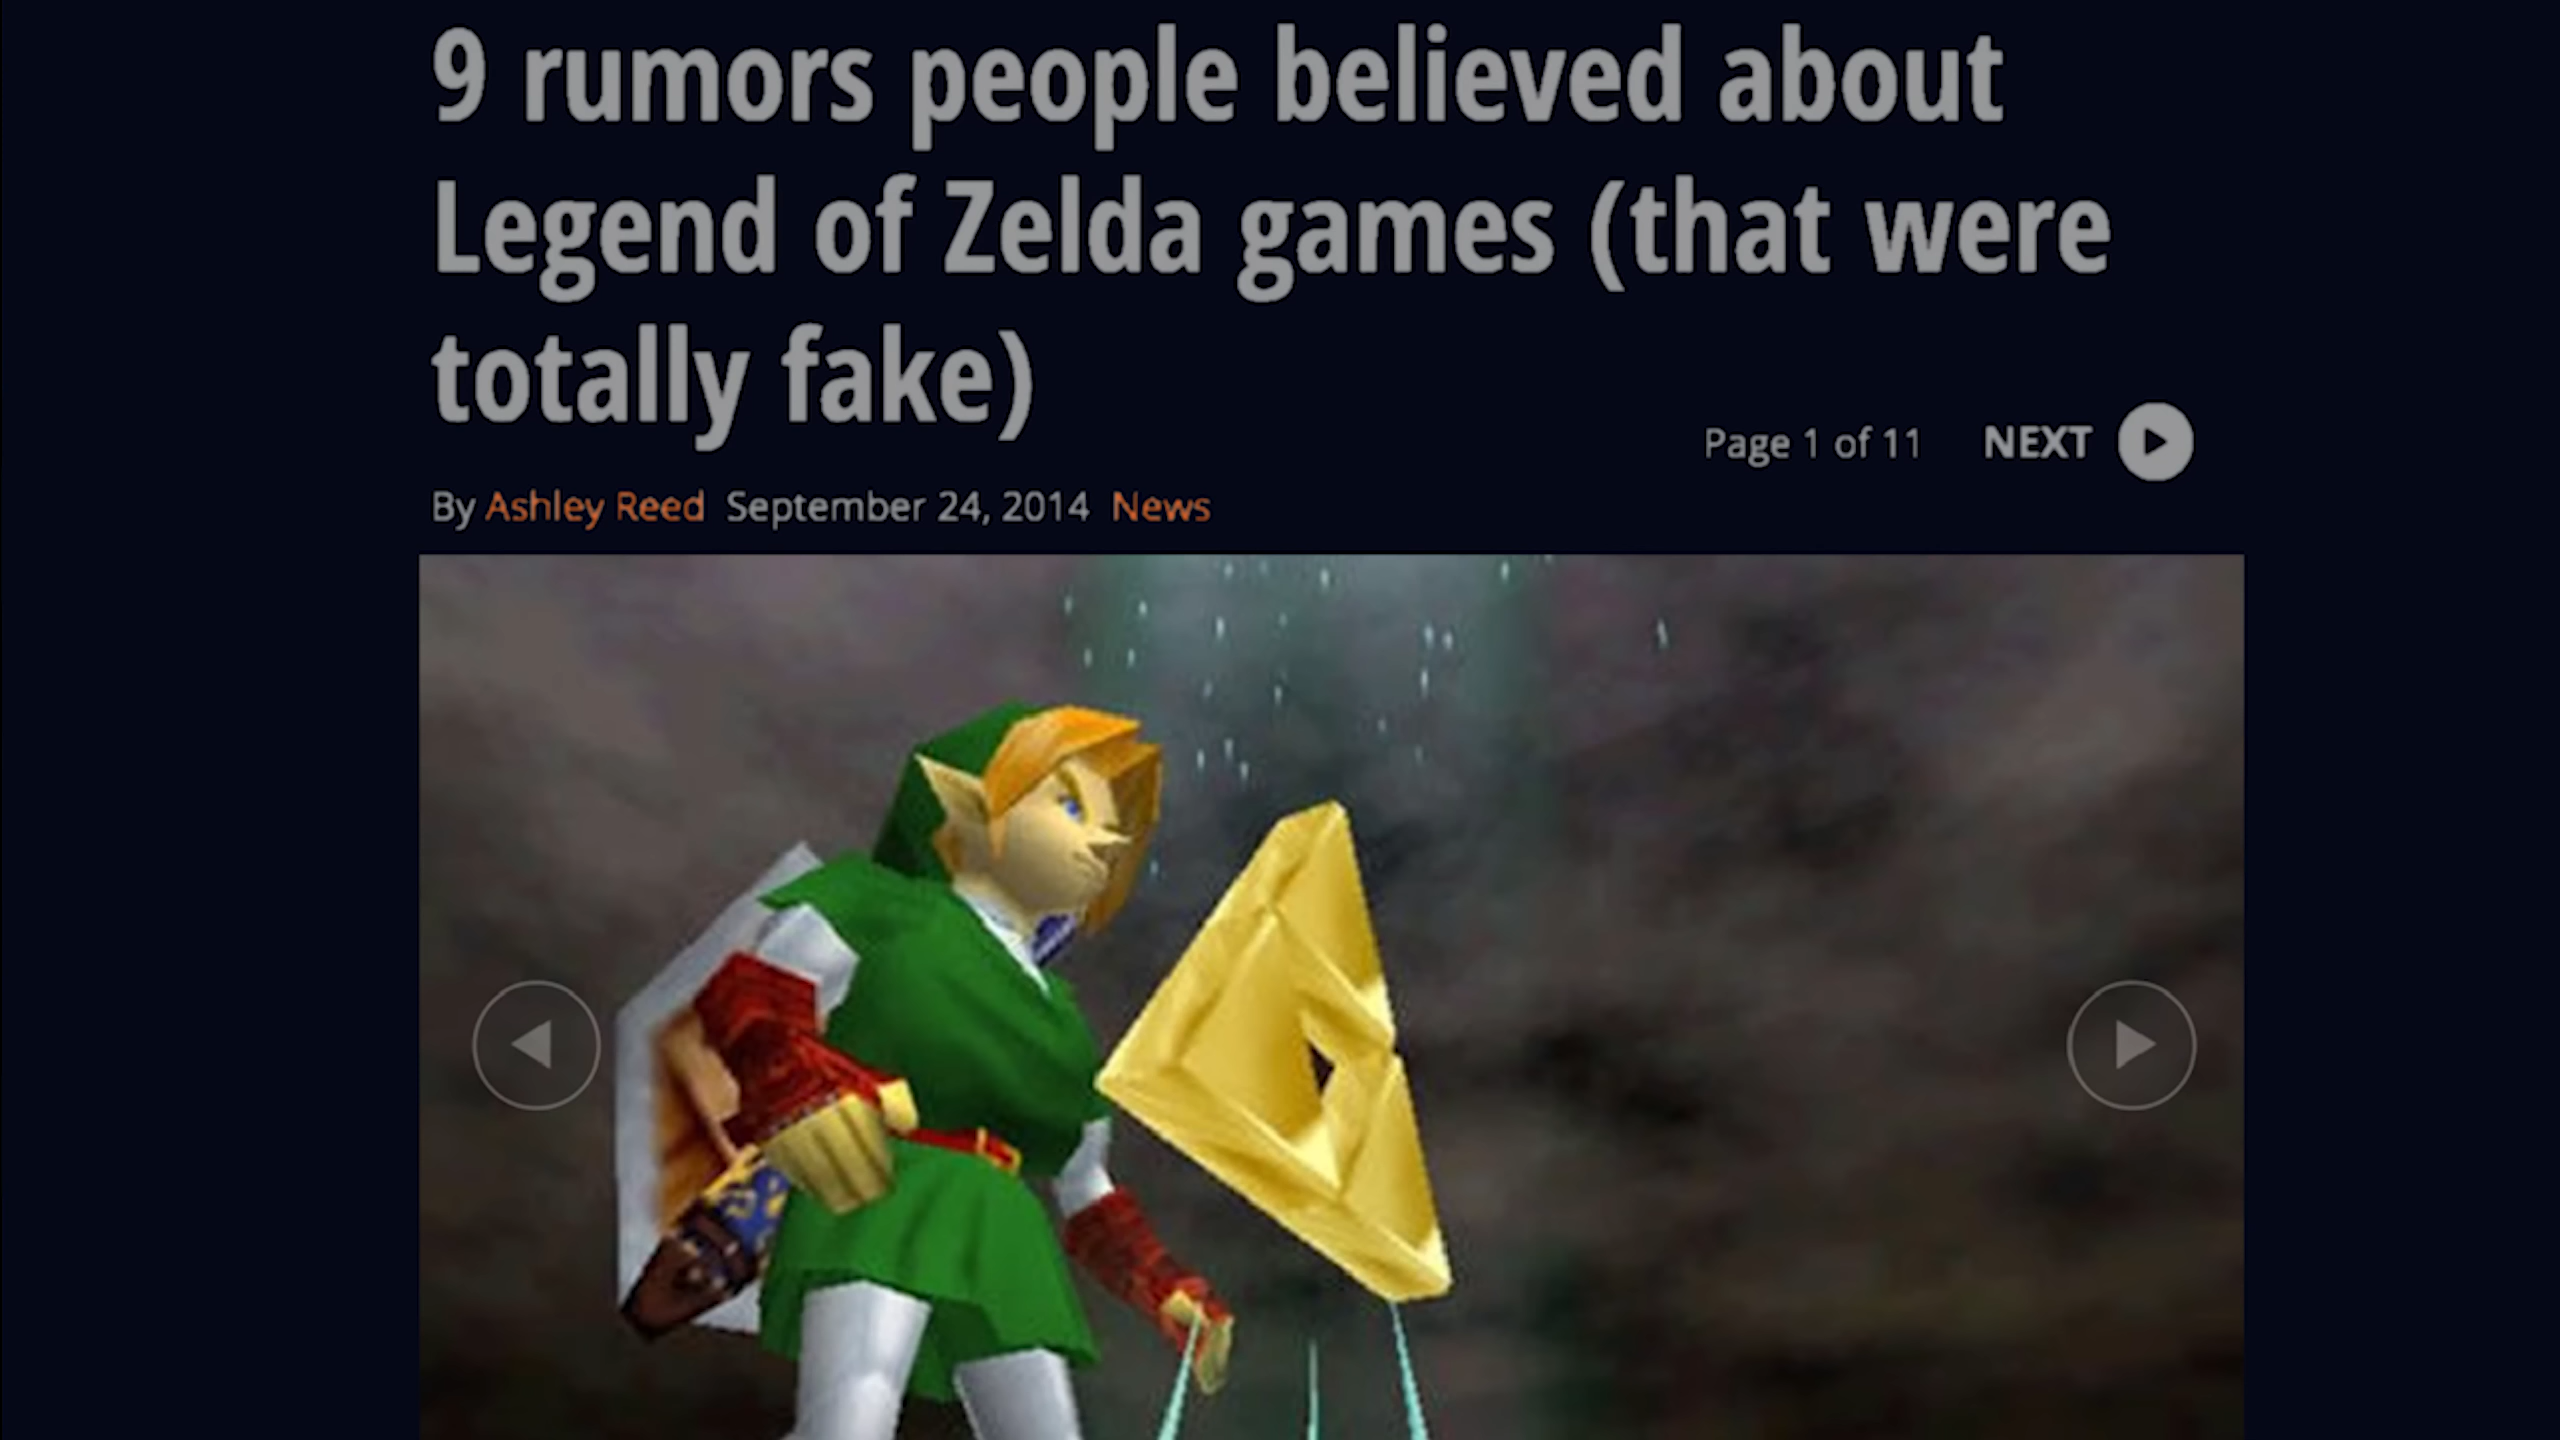 9 rumors people believed about
Legend of Zelda games (that were
totally fake)
Page 1 of 11 NEXT
By Ashley Reed September 24, 2014 News